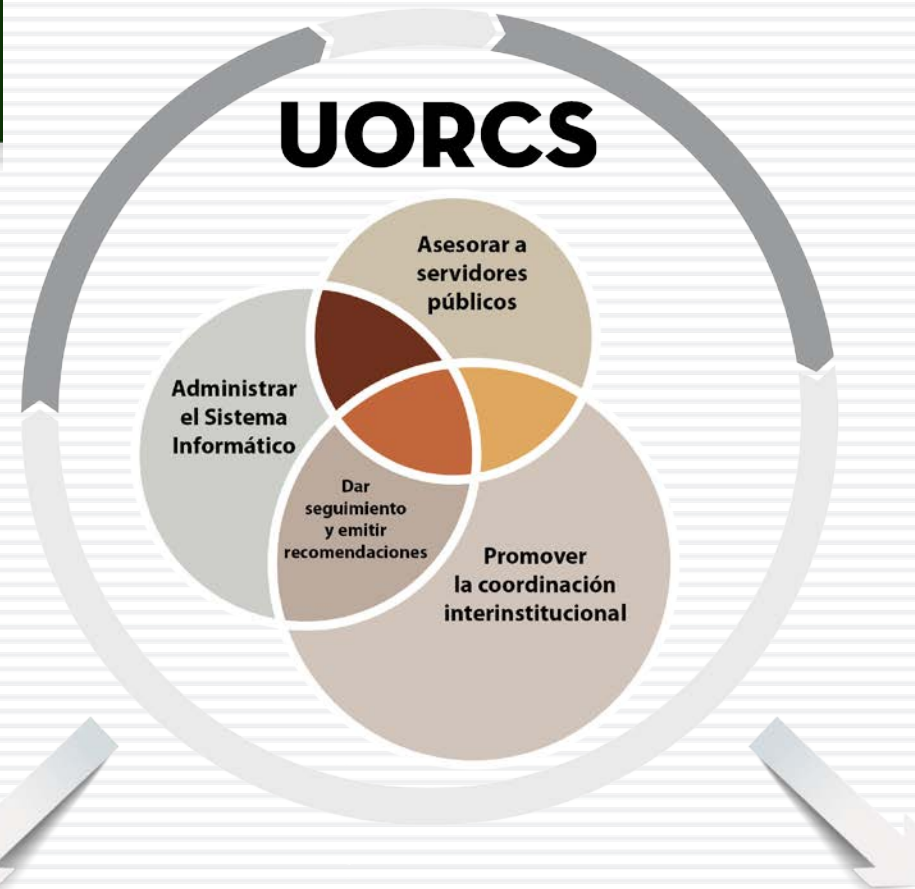 UORCS
Asesorar a
servidores
públicos
Administrar
el Sistema
Informático
Dar
seguimiento
y emitir
recomendaciones
Promover
la coordinación
interinstitucional